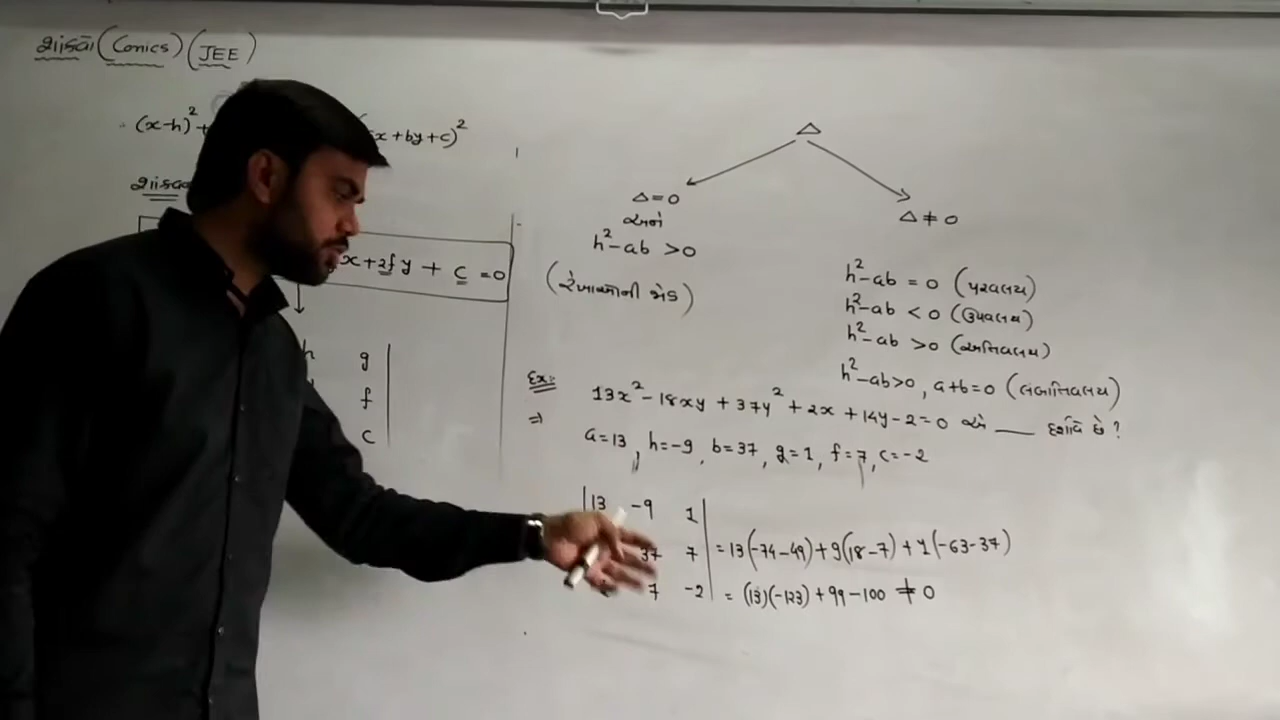 શાંકવો (Conics) (JEE)
(x-h)² + x + by + c)²
શાંકવ
x + 2fy + c = 0
h g
f
c
△
△ = 0
અને
h² - ab > 0
(રેખાઓની જોડ)
△ ≠ 0
h² - ab = 0 (પરવલય)
h² - ab < 0 (ઉપવલય)
h² - ab > 0 (અતિવલય)
h² - ab > 0, a + b = 0 (લંબાતિવલય)
Ex:- 13x² - 18xy + 37y² + 2x + 14y - 2 = 0 એ ___ દર્શાવે છે ?
⇒ a = 13, h = -9, b = 37, g = 1, f = 7, c = -2
| 13 -9 1 |
37 7 | = 13(-74-49) + 9(18-7) + 1(-63-37)
7 -2 | = (13)(-123) + 99 - 100 ≠ 0